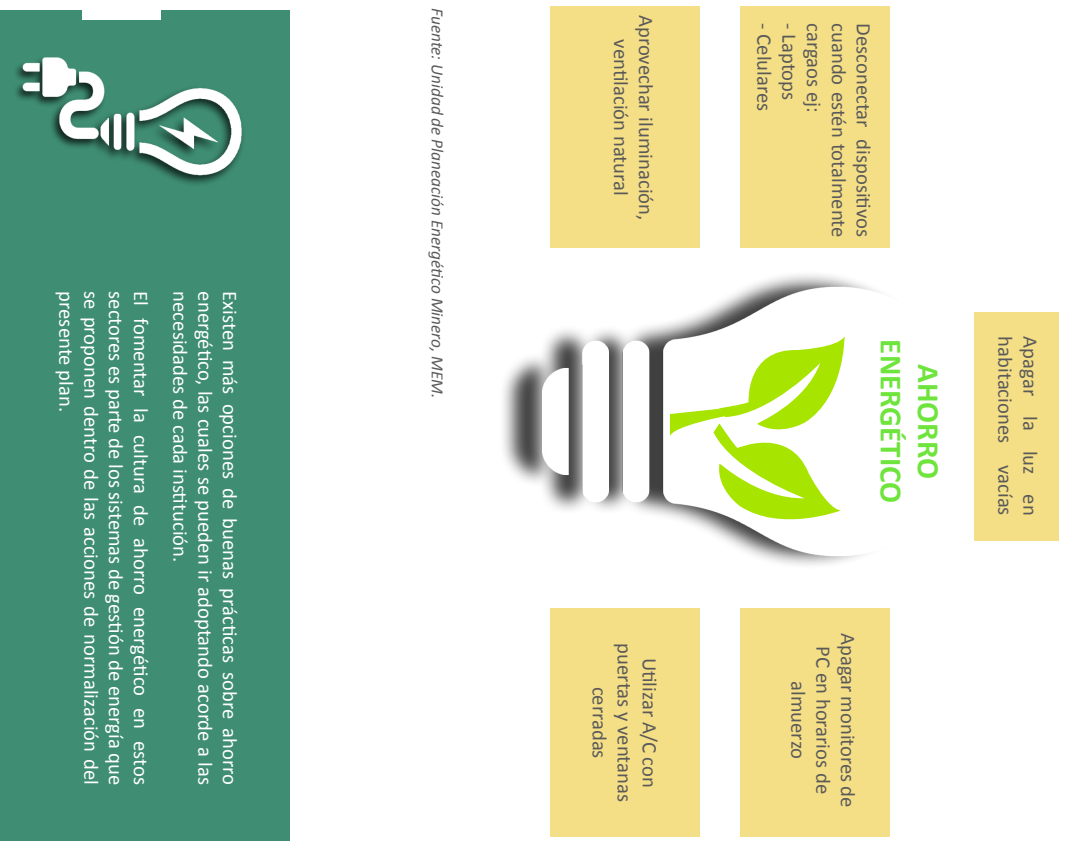 Apagar la luz en
habitaciones vacías
AHORRO
ENERGÉTICO
Desconectar dispositivos
cuando estén totalmente
cargaos ej:
- Laptops
- Celulares
Apagar monitores de
PC en horarios de
almuerzo
Aprovechar iluminación,
ventilación natural
Utilizar A/C con
puertas y ventanas
cerradas
Fuente: Unidad de Planeación Energético Minero, MEM.
Existen más opciones de buenas prácticas sobre ahorro
energético, las cuales se pueden ir adoptando acorde a las
necesidades de cada institución.
El fomentar la cultura de ahorro energético en estos
sectores es parte de los sistemas de gestión de energía que
se proponen dentro de las acciones de normalización del
presente plan.